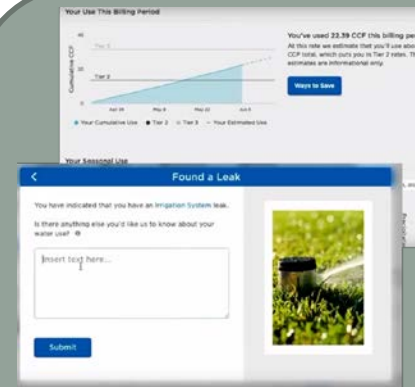 Your Use This Billing Period
You've used 22.39 CCF this billing per
At this rate we estimate that you'll use abou
CCF total, which puts you in Tier 2 rates. Th
estimates are informational only.
Ways to Save
Cumulative CCF
40
Tier 3
Tier 2
0
May 8
May 22
Jun 5
Your Cumulative Use
Tier 2
Tier 3
Your Estimated Use
Your Seasonal Use
Found a Leak
You have indicated that you have an Irrigation System leak.
Is there anything else you'd like us to know about your
water use?
Insert text here...
Submit